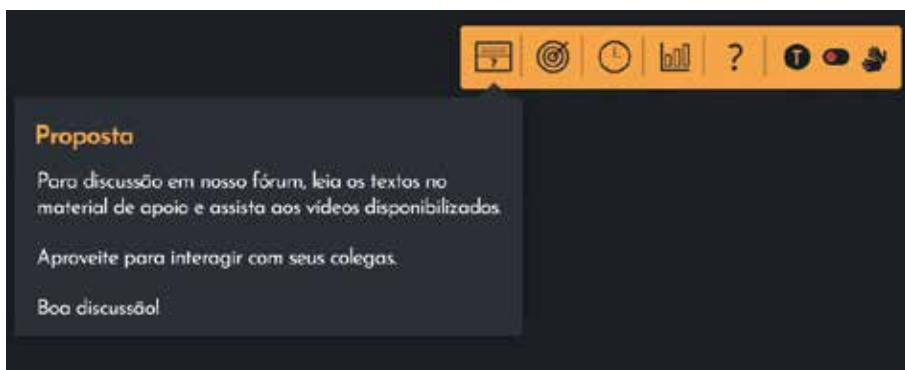 ?
T
Proposta
Para discussão em nosso fórum, leia os textos no
material de apoio e assista aos vídeos disponibilizados.
Aproveite para interagir com seus colegas.
Boa discussão!